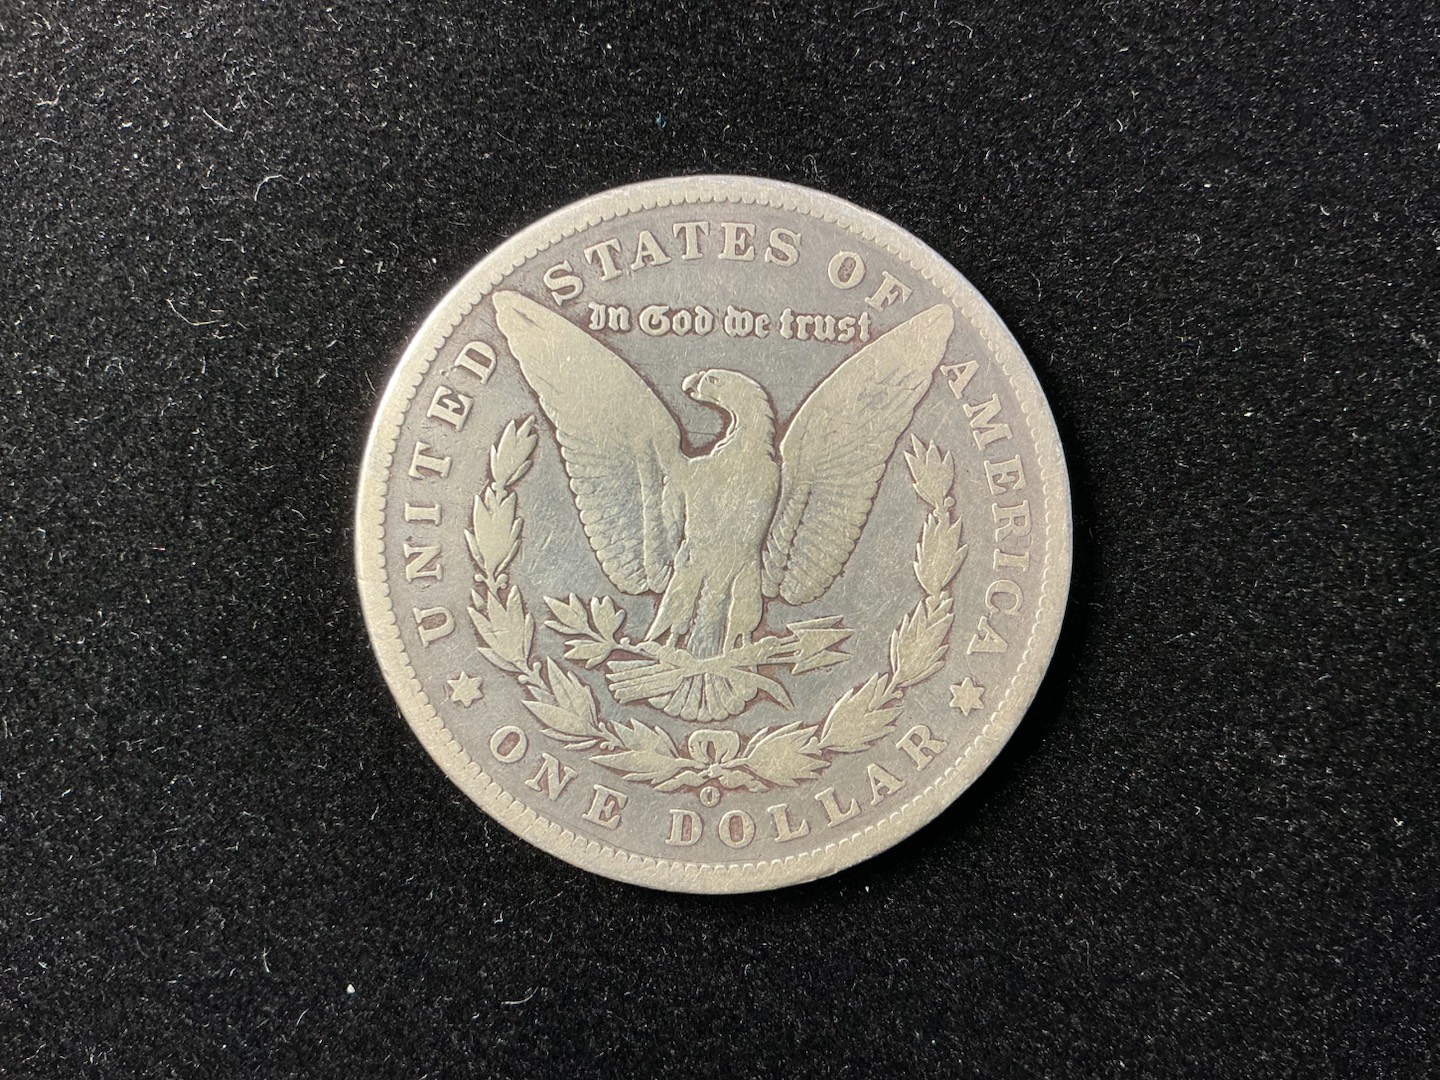 UNITED STATES OF AMERICA
In God we trust
O
ONE DOLLAR